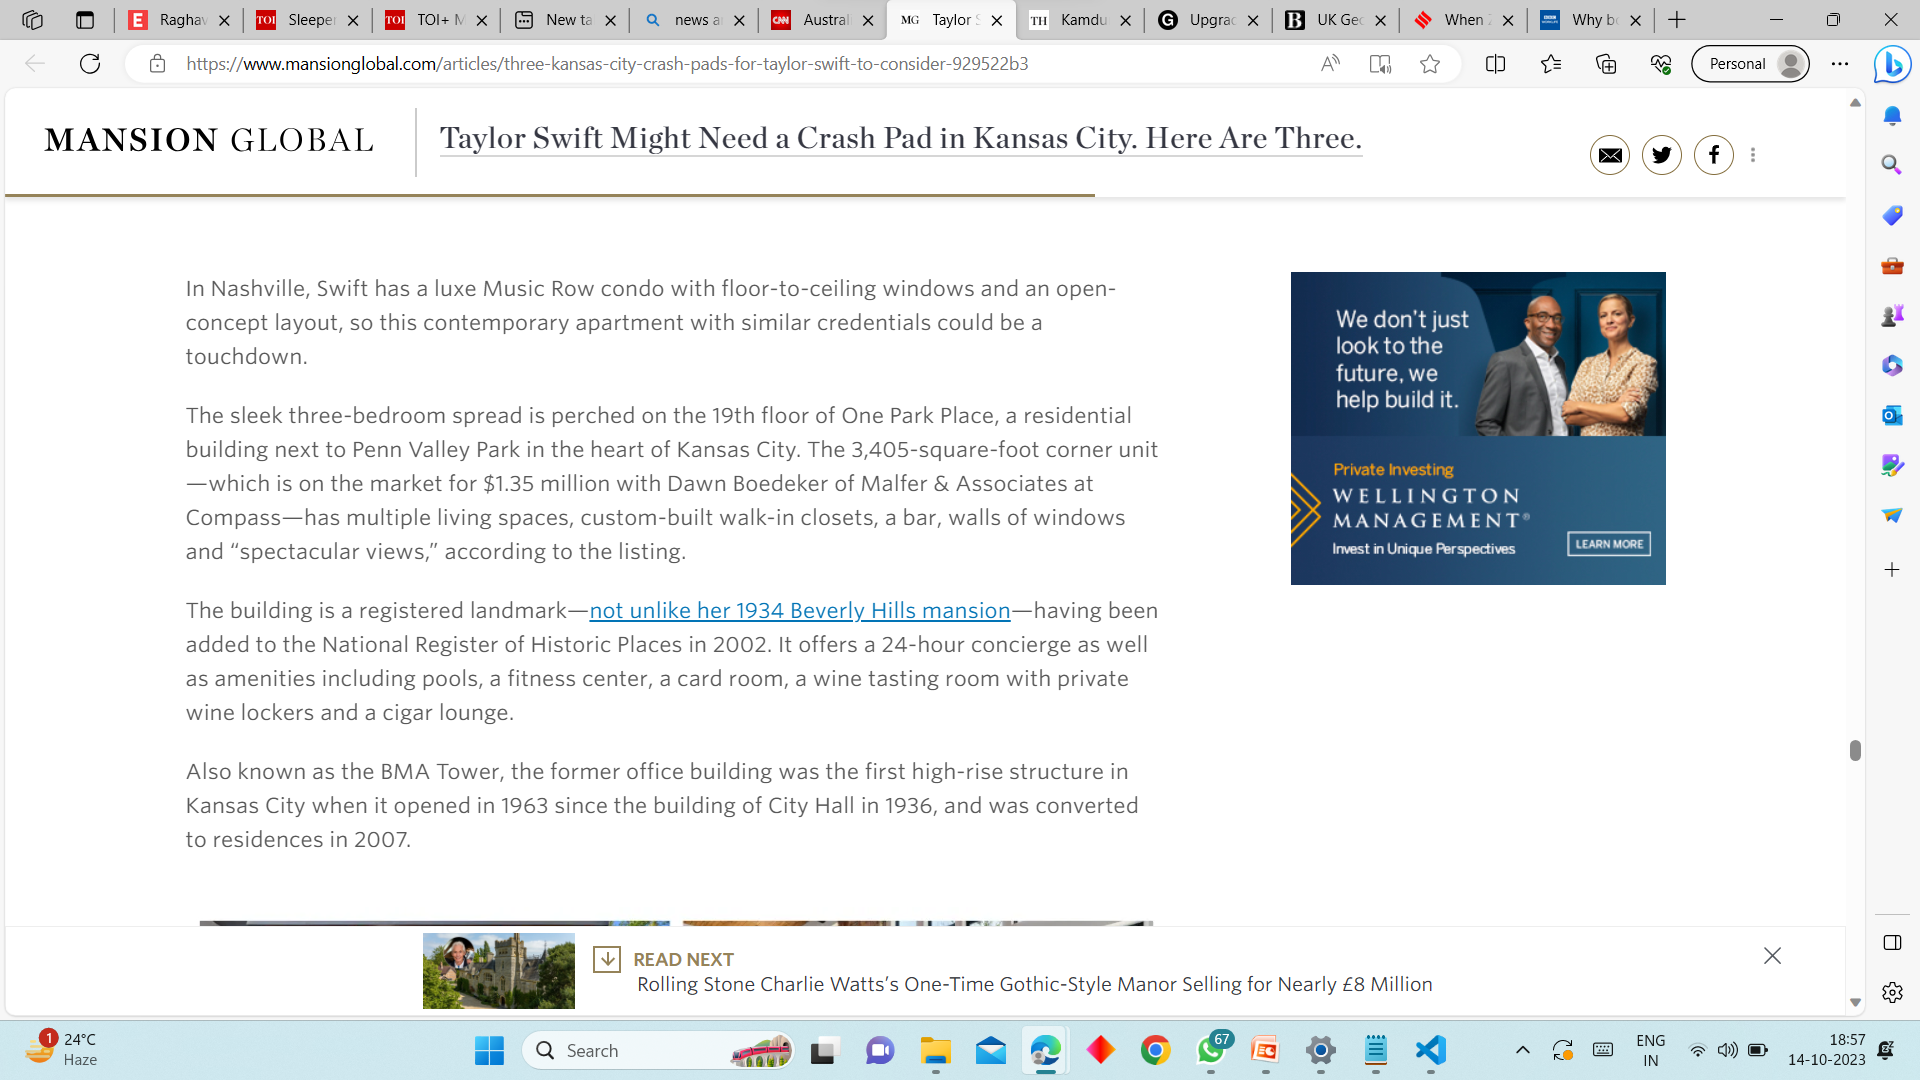 Raghav
Sleeper
TOI+ M
New ta
news a
Austral
Taylor S
Kamdu
Upgrad
UK Geo
When 2
Why bo
https://www.mansionglobal.com/articles/three-kansas-city-crash-pads-for-taylor-swift-to-consider-929522b3
Personal
MANSION GLOBAL
Taylor Swift Might Need a Crash Pad in Kansas City. Here Are Three.
In Nashville, Swift has a luxe Music Row condo with floor-to-ceiling windows and an open-
concept layout, so this contemporary apartment with similar credentials could be a
touchdown.
The sleek three-bedroom spread is perched on the 19th floor of One Park Place, a residential
building next to Penn Valley Park in the heart of Kansas City. The 3,405-square-foot corner unit
—which is on the market for $1.35 million with Dawn Boedeker of Malfer & Associates at
Compass—has multiple living spaces, custom-built walk-in closets, a bar, walls of windows
and “spectacular views,” according to the listing.
The building is a registered landmark—not unlike her 1934 Beverly Hills mansion—having been
added to the National Register of Historic Places in 2002. It offers a 24-hour concierge as well
as amenities including pools, a fitness center, a card room, a wine tasting room with private
wine lockers and a cigar lounge.
Also known as the BMA Tower, the former office building was the first high-rise structure in
Kansas City when it opened in 1963 since the building of City Hall in 1936, and was converted
to residences in 2007.
We don't just
look to the
future, we
help build it.
Private Investing
WELLINGTON
MANAGEMENT®
Invest in Unique Perspectives
LEARN MORE
READ NEXT
Rolling Stone Charlie Watts’s One-Time Gothic-Style Manor Selling for Nearly £8 Million
1
24°C
Haze
Search
67
ENG
IN
18:57
14-10-2023